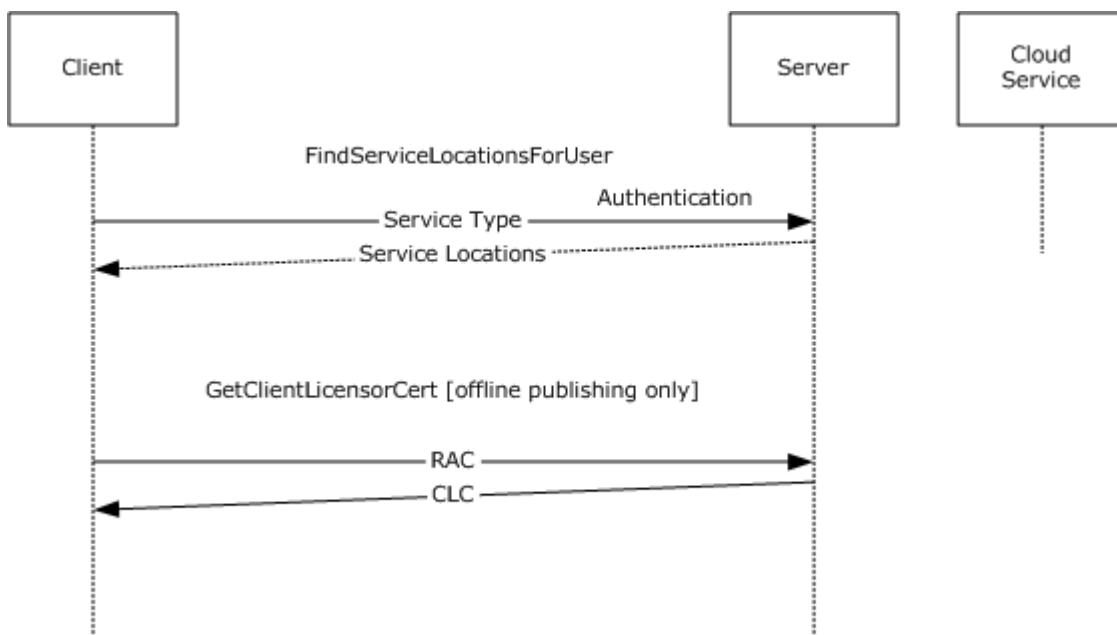 Client
Server
Cloud
Service
FindServiceLocationsForUser
Authentication
Service Type
Service Locations
GetClientLicensorCert [offline publishing only]
RAC
CLC